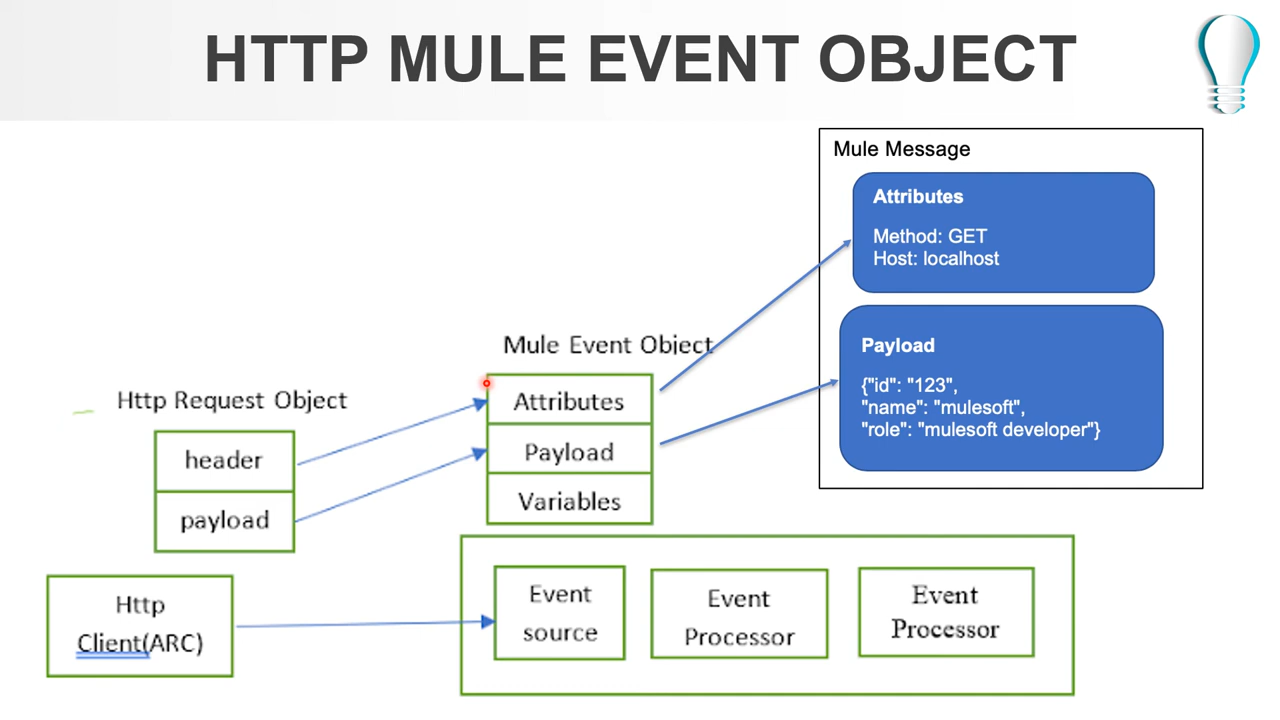 HTTP MULE EVENT OBJECT
Mule Message
Attributes
Method: GET
Host: localhost
Payload
{"id": "123",
"name": "mulesoft",
"role": "mulesoft developer"}
Mule Event Object
Attributes
Payload
Variables
Http Request Object
header
payload
Http
Client(ARC)
Event
source
Event
Processor
Event
Processor